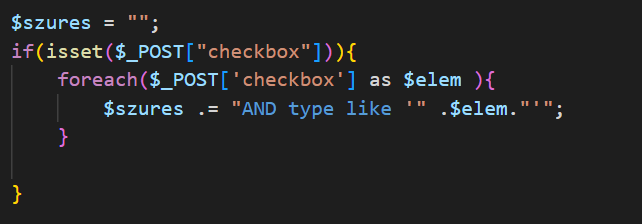 $szures = "";
if(isset($_POST["checkbox"])){
    foreach($_POST['checkbox'] as $elem ){
        $szures .= "AND type like '" .$elem."'";
    }
}